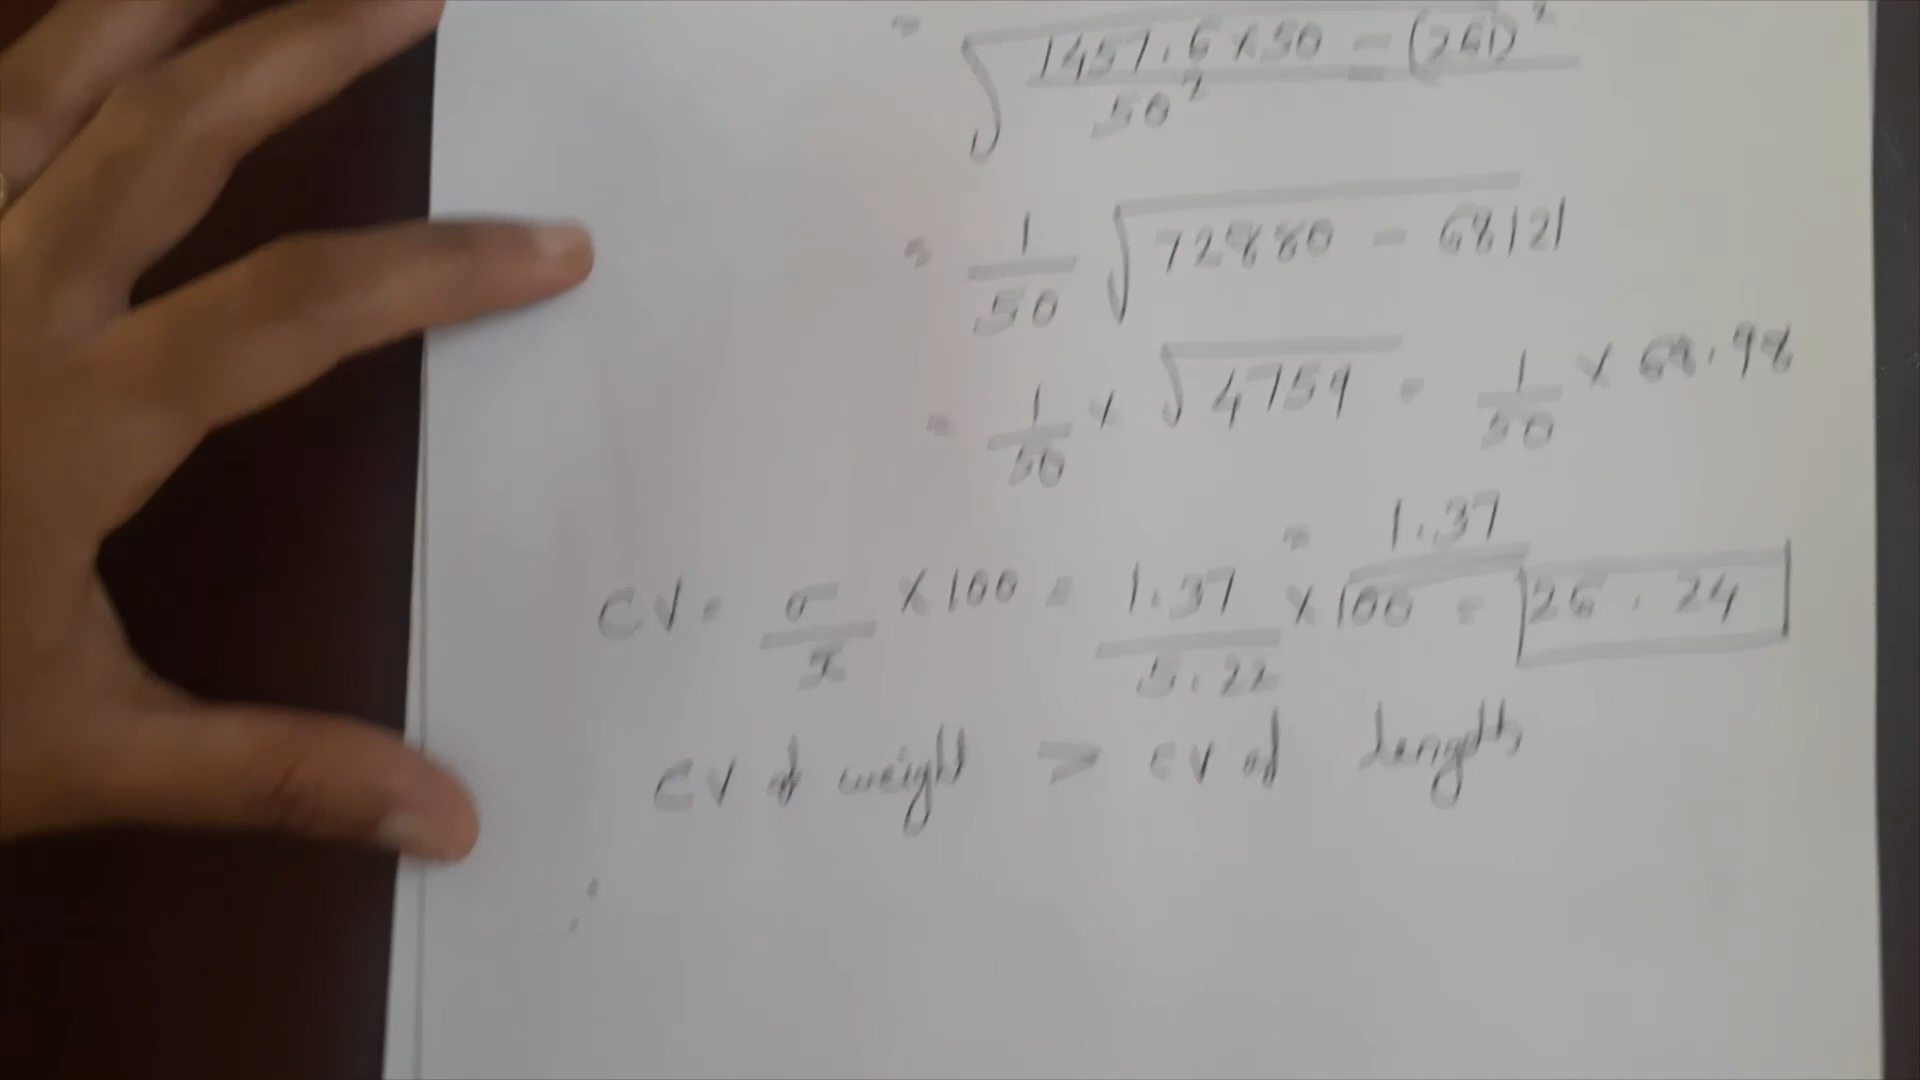 = √(1457.6 × 50 - (261)² / 50²)
= 1/50 √(72880 - 68121)
= 1/50 × √4759 = 1/50 × 68.98
= 1.37
CV = σ/x̄ × 100 = 1.37/5.22 × 100 = 26.24
CV of weight > CV of lengths
∴